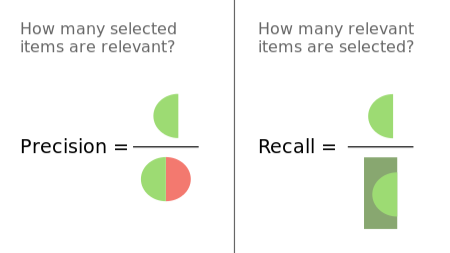 How many selected
items are relevant?
Precision =
How many relevant
items are selected?
Recall =